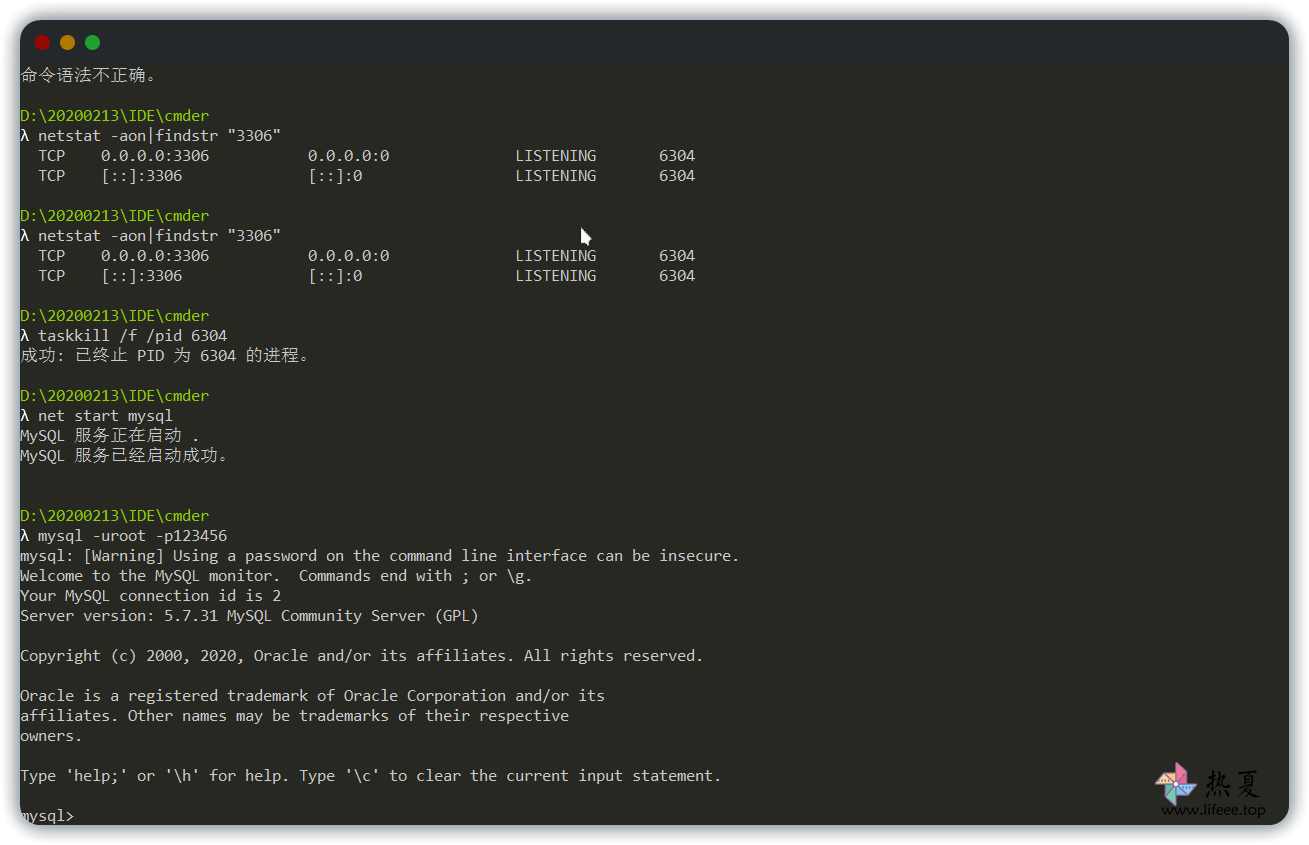 命令语法不正确。
D:\20200213\IDE\cmder
λ netstat -aon|findstr "3306"
TCP    0.0.0.0:3306           0.0.0.0:0              LISTENING       6304
TCP    [::]:3306              [::]:0                 LISTENING       6304
D:\20200213\IDE\cmder
λ netstat -aon|findstr "3306"
TCP    0.0.0.0:3306           0.0.0.0:0              LISTENING       6304
TCP    [::]:3306              [::]:0                 LISTENING       6304
D:\20200213\IDE\cmder
λ taskkill /f /pid 6304
成功: 已终止 PID 为 6304 的进程。
D:\20200213\IDE\cmder
λ net start mysql
MySQL 服务正在启动 .
MySQL 服务已经启动成功。
D:\20200213\IDE\cmder
λ mysql -uroot -p123456
mysql: [Warning] Using a password on the command line interface can be insecure.
Welcome to the MySQL monitor.  Commands end with ; or \g.
Your MySQL connection id is 2
Server version: 5.7.31 MySQL Community Server (GPL)
Copyright (c) 2000, 2020, Oracle and/or its affiliates. All rights reserved.
Oracle is a registered trademark of Oracle Corporation and/or its
affiliates. Other names may be trademarks of their respective
owners.
Type 'help;' or '\h' for help. Type '\c' to clear the current input statement.
mysql>
热夏
www.lifeee.top